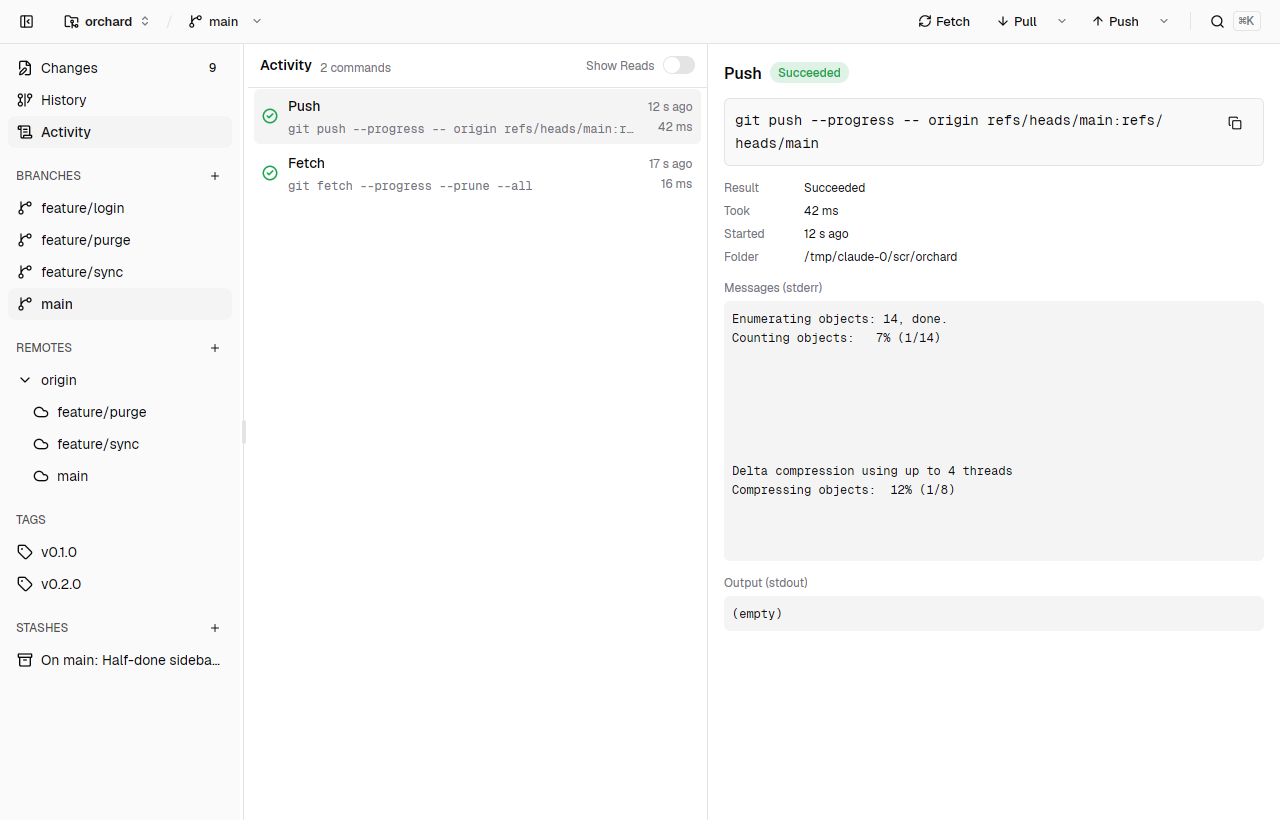 orchard
main
Fetch
Pull
Push
⌘K
Changes
9
History
Activity
BRANCHES
feature/login
feature/purge
feature/sync
main
REMOTES
origin
feature/purge
feature/sync
main
TAGS
v0.1.0
v0.2.0
STASHES
On main: Half-done sideba…
Activity
2 commands
Show Reads
Push
12 s ago
git push --progress -- origin refs/heads/main:r…
42 ms
Fetch
17 s ago
git fetch --progress --prune --all
16 ms
Push
Succeeded
git push --progress -- origin refs/heads/main:refs/
heads/main
Result Succeeded
Took 42 ms
Started 12 s ago
Folder /tmp/claude-0/scr/orchard
Messages (stderr)
Enumerating objects: 14, done.
Counting objects:   7% (1/14)
Delta compression using up to 4 threads
Compressing objects:  12% (1/8)
Output (stdout)
(empty)